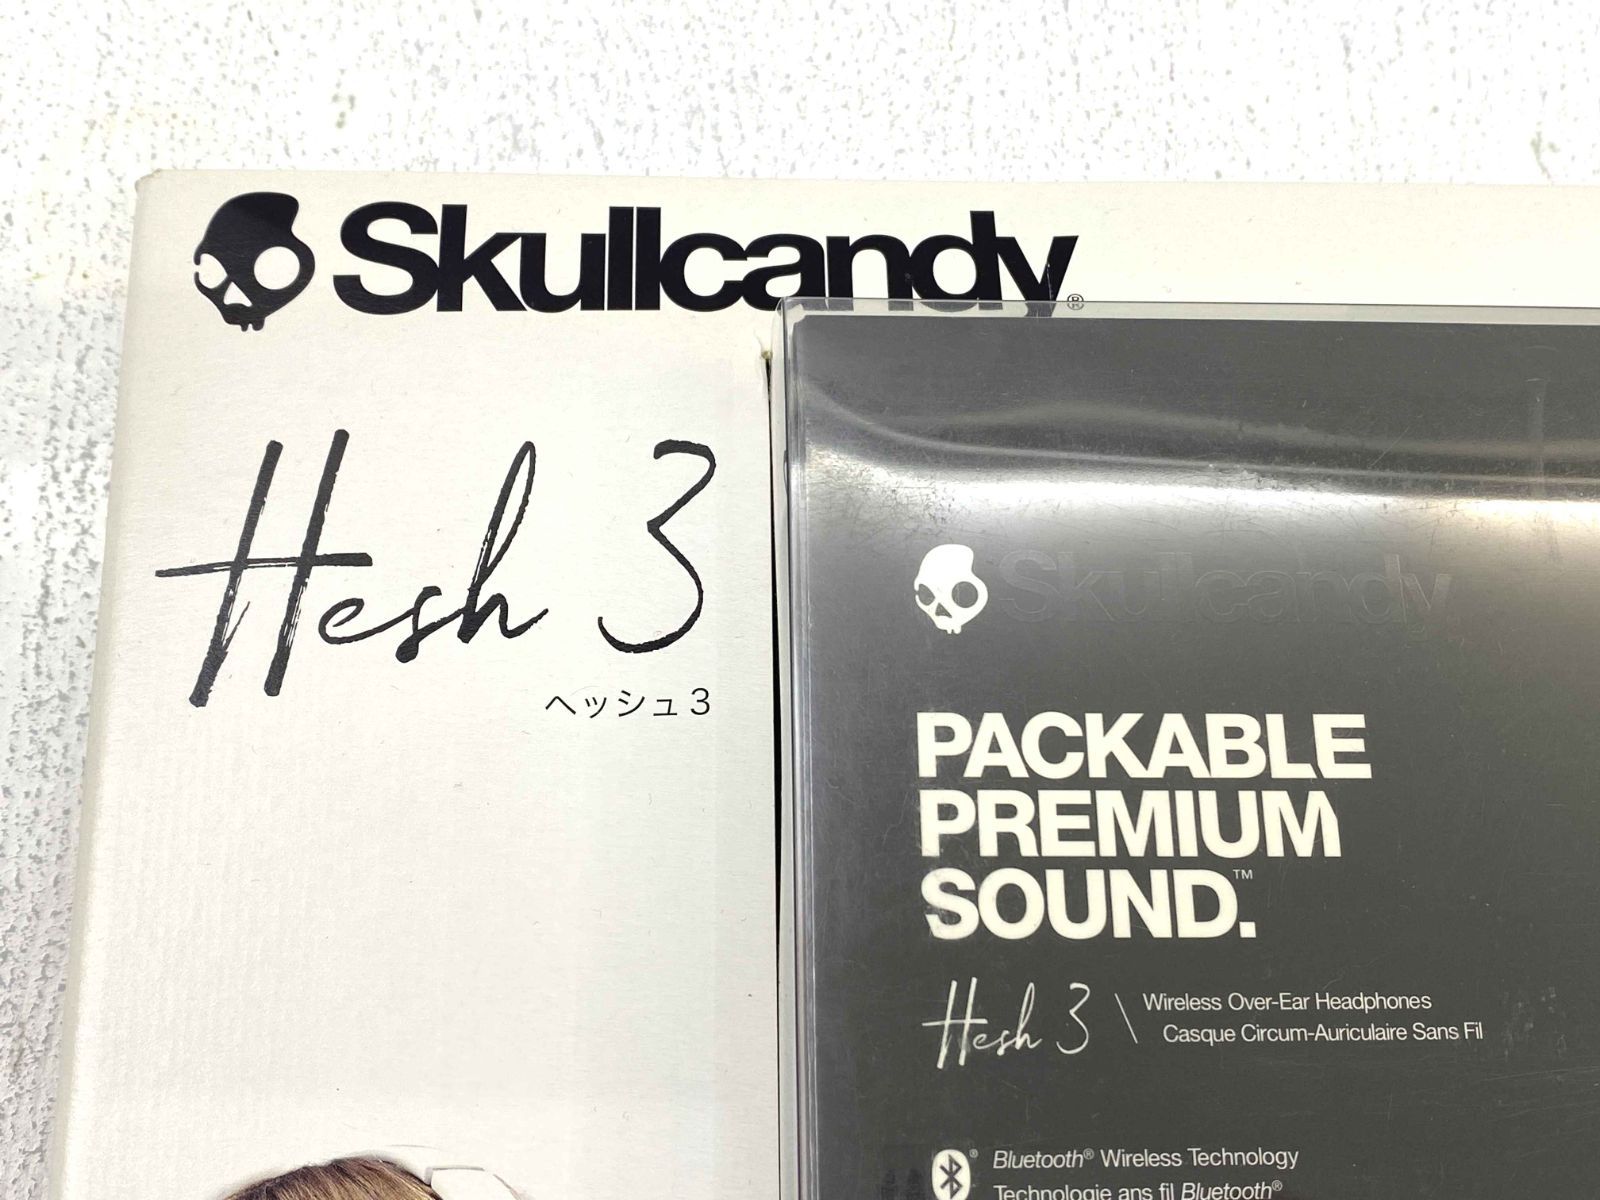 Skullcandy®
Hesh 3
ヘッシュ3
Skullcandy
PACKABLE
PREMIUM
SOUND.™
Hesh 3 \ Wireless Over-Ear Headphones
Casque Circum-Auriculaire Sans Fil
® Bluetooth® Wireless Technology
Technologie ans fil Bluetooth®